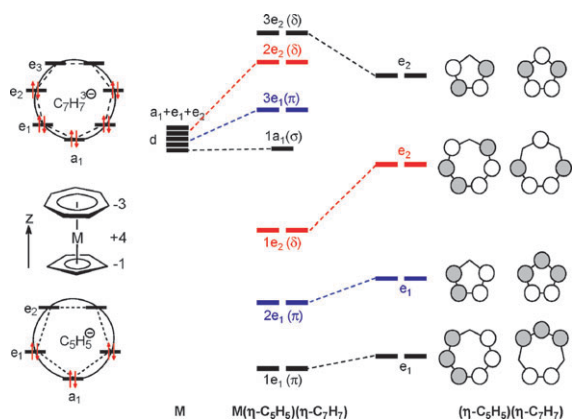 e₃
e₂
C₇H₇
3⊖
e₁
a₁
Z
-3
M
+4
-1
e₂
C₅H₅
⊖
e₁
a₁
a₁+e₁+e₂
d
3e₂(δ)
2e₂(δ)
3e₁(π)
1a₁(σ)
1e₂(δ)
2e₁(π)
1e₁(π)
e₂
e₂
e₁
e₁
M
M(η-C₅H₅)(η-C₇H₇)
(η-C₅H₅)(η-C₇H₇)